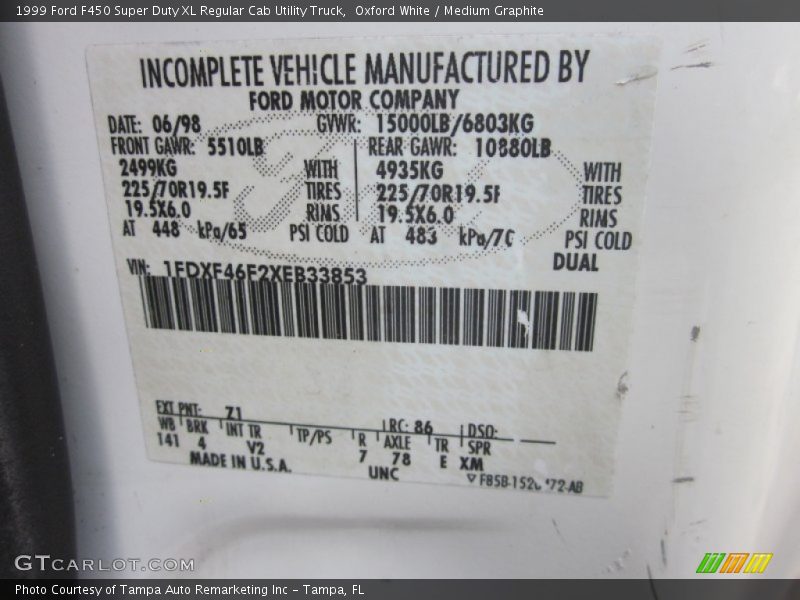 1999 Ford F450 Super Duty XL Regular Cab Utility Truck, Oxford White / Medium Graphite
INCOMPLETE VEHICLE MANUFACTURED BY
FORD MOTOR COMPANY
DATE: 06/98 GVWR: 15000LB/6803KG
FRONT GAWR: 5510LB REAR GAWR: 10880LB
2499KG WITH 4935KG WITH
225/70R19.5F TIRES 225/70R19.5F TIRES
19.5X6.0 RINS 19.5X6.0 RINS
AT 448 kPa/65 PSI COLD AT 483 kPa/70 PSI COLD
DUAL
VIN: 1FDXF46F2XEB33853
EXT PNT: Z1 RC: 86 DSO:
WB BRK INT TR TP/PS R AXLE TR SPR
141 4 V2 7 78 E XM
MADE IN U.S.A. UNC
GTCARLOT.COM
Photo Courtesy of Tampa Auto Remarketing Inc – Tampa, FL